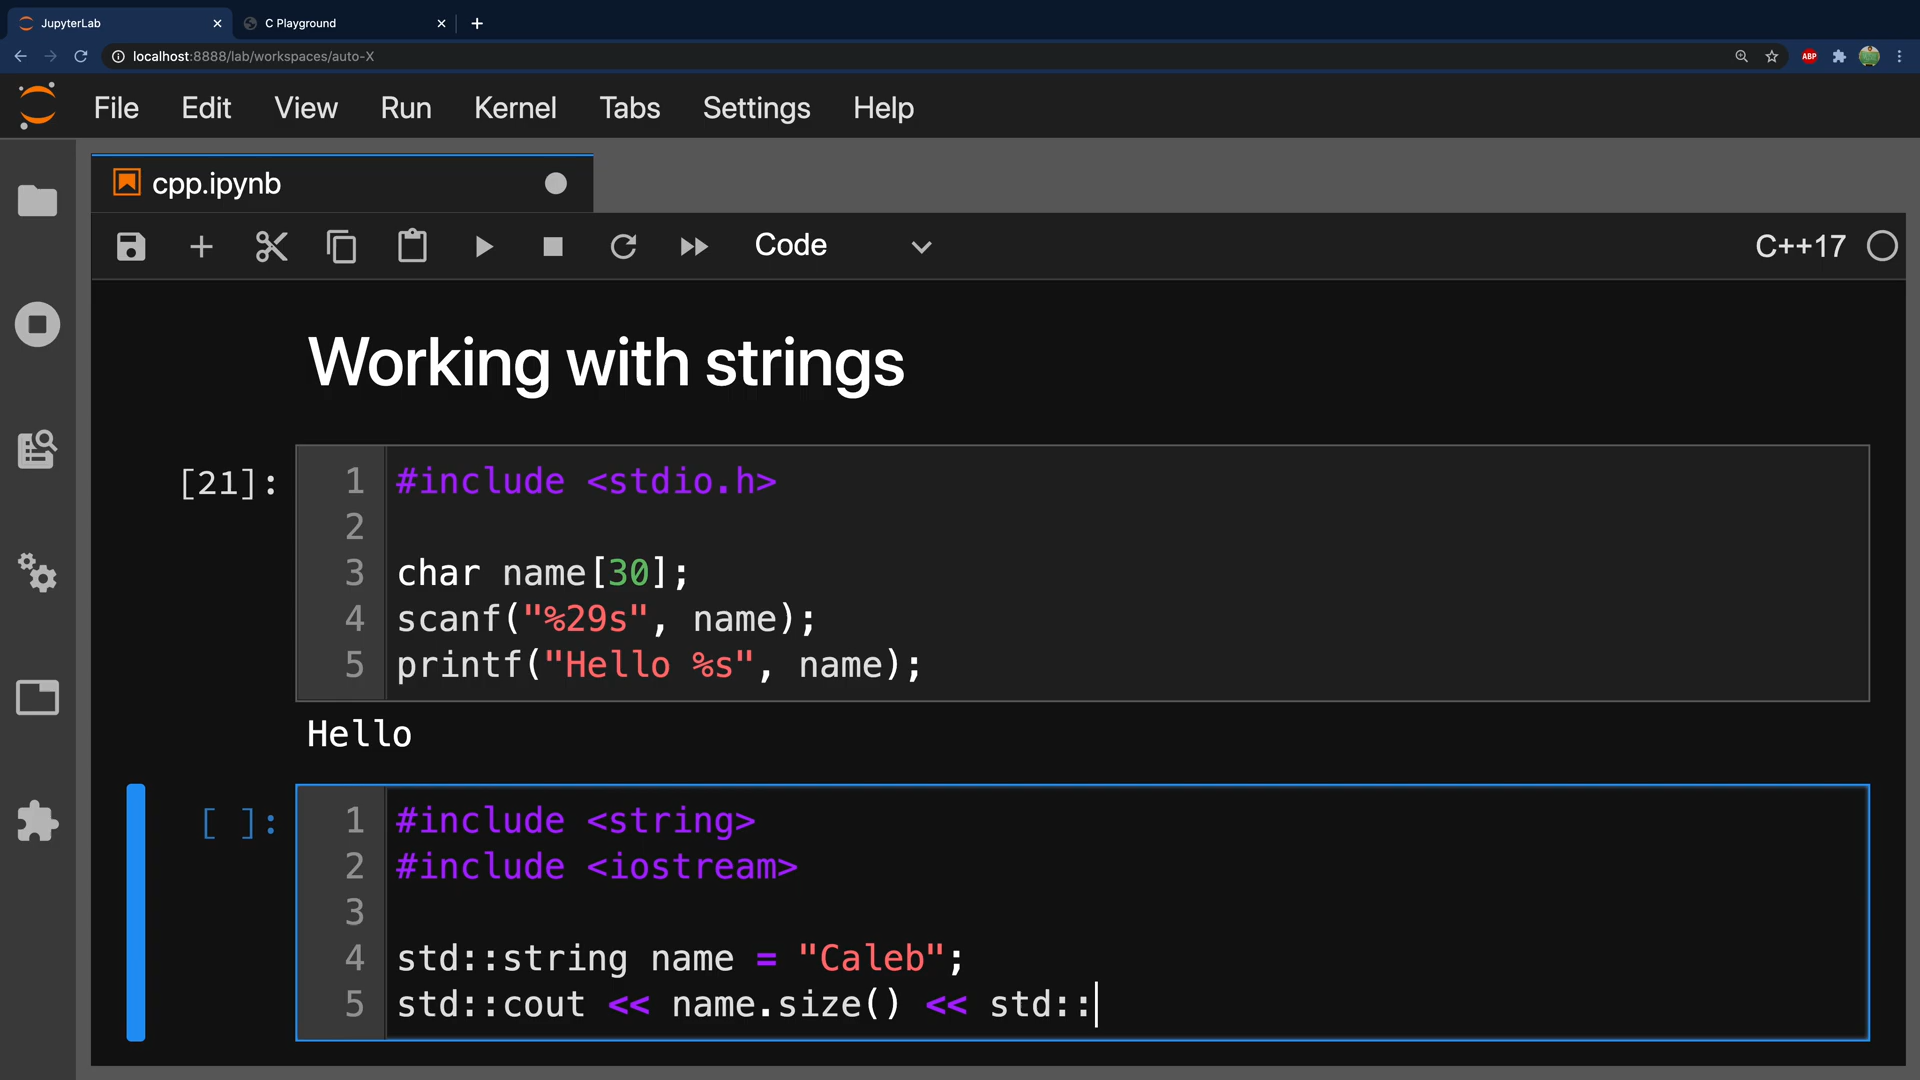 JupyterLab
C Playground
localhost:8888/lab/workspaces/auto-X
ABP
File Edit View Run Kernel Tabs Settings Help
cpp.ipynb
Code
C++17
Working with strings
[21]:
1 #include <stdio.h>
2
3 char name[30];
4 scanf("%29s", name);
5 printf("Hello %s", name);
Hello
[ ]:
1 #include <string>
2 #include <iostream>
3
4 std::string name = "Caleb";
5 std::cout << name.size() << std::